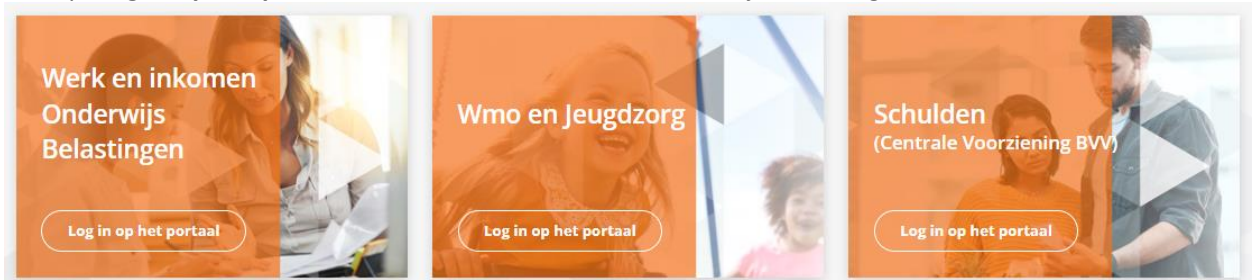 Werk en inkomen
Onderwijs
Belastingen
Log in op het portaal
Wmo en Jeugdzorg
Log in op het portaal
Schulden
(Centrale Voorziening BVV)
Log in op het portaal